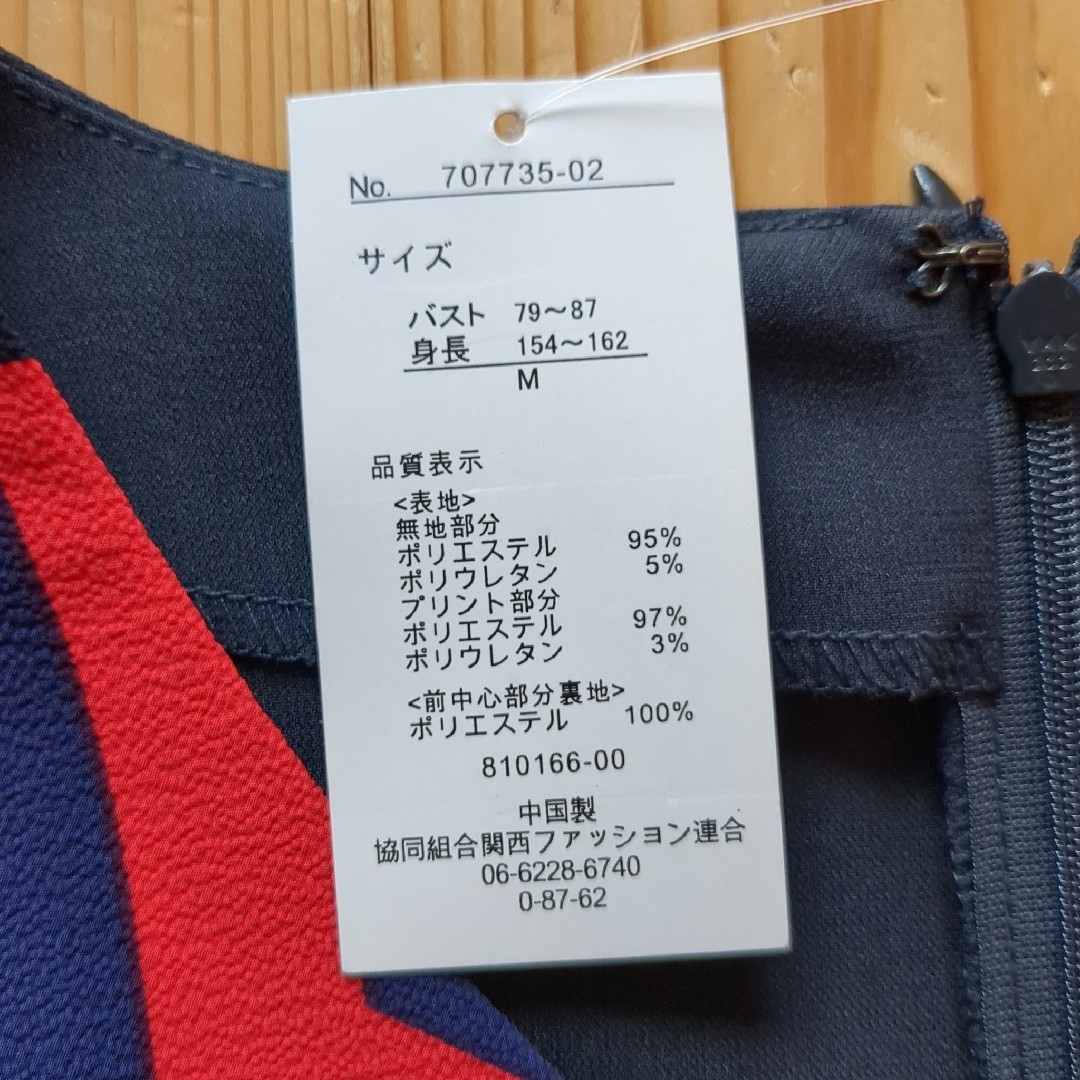 No. 707735-02
サイズ
バスト 79～87
身長 154～162
M
品質表示
<表地>
無地部分
ポリエステル 95%
ポリウレタン 5%
プリント部分
ポリエステル 97%
ポリウレタン 3%
<前中心部分裏地>
ポリエステル 100%
810166-00
中国製
協同組合関西ファッション連合
06-6228-6740
0-87-62